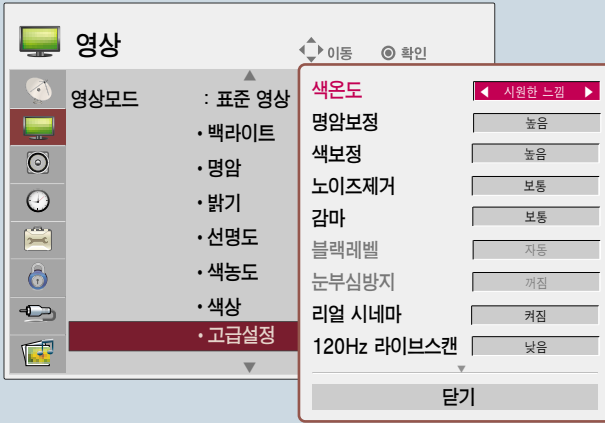 영상
이동 확인
영상모드 : 표준 영상
• 백라이트
• 명암
• 밝기
• 선명도
• 색농도
• 색상
• 고급설정
색온도 시원한 느낌
명암보정 높음
색보정 높음
노이즈제거 보통
감마 보통
블랙레벨 자동
눈부심방지 꺼짐
리얼 시네마 켜짐
120Hz 라이브스캔 낮음
닫기